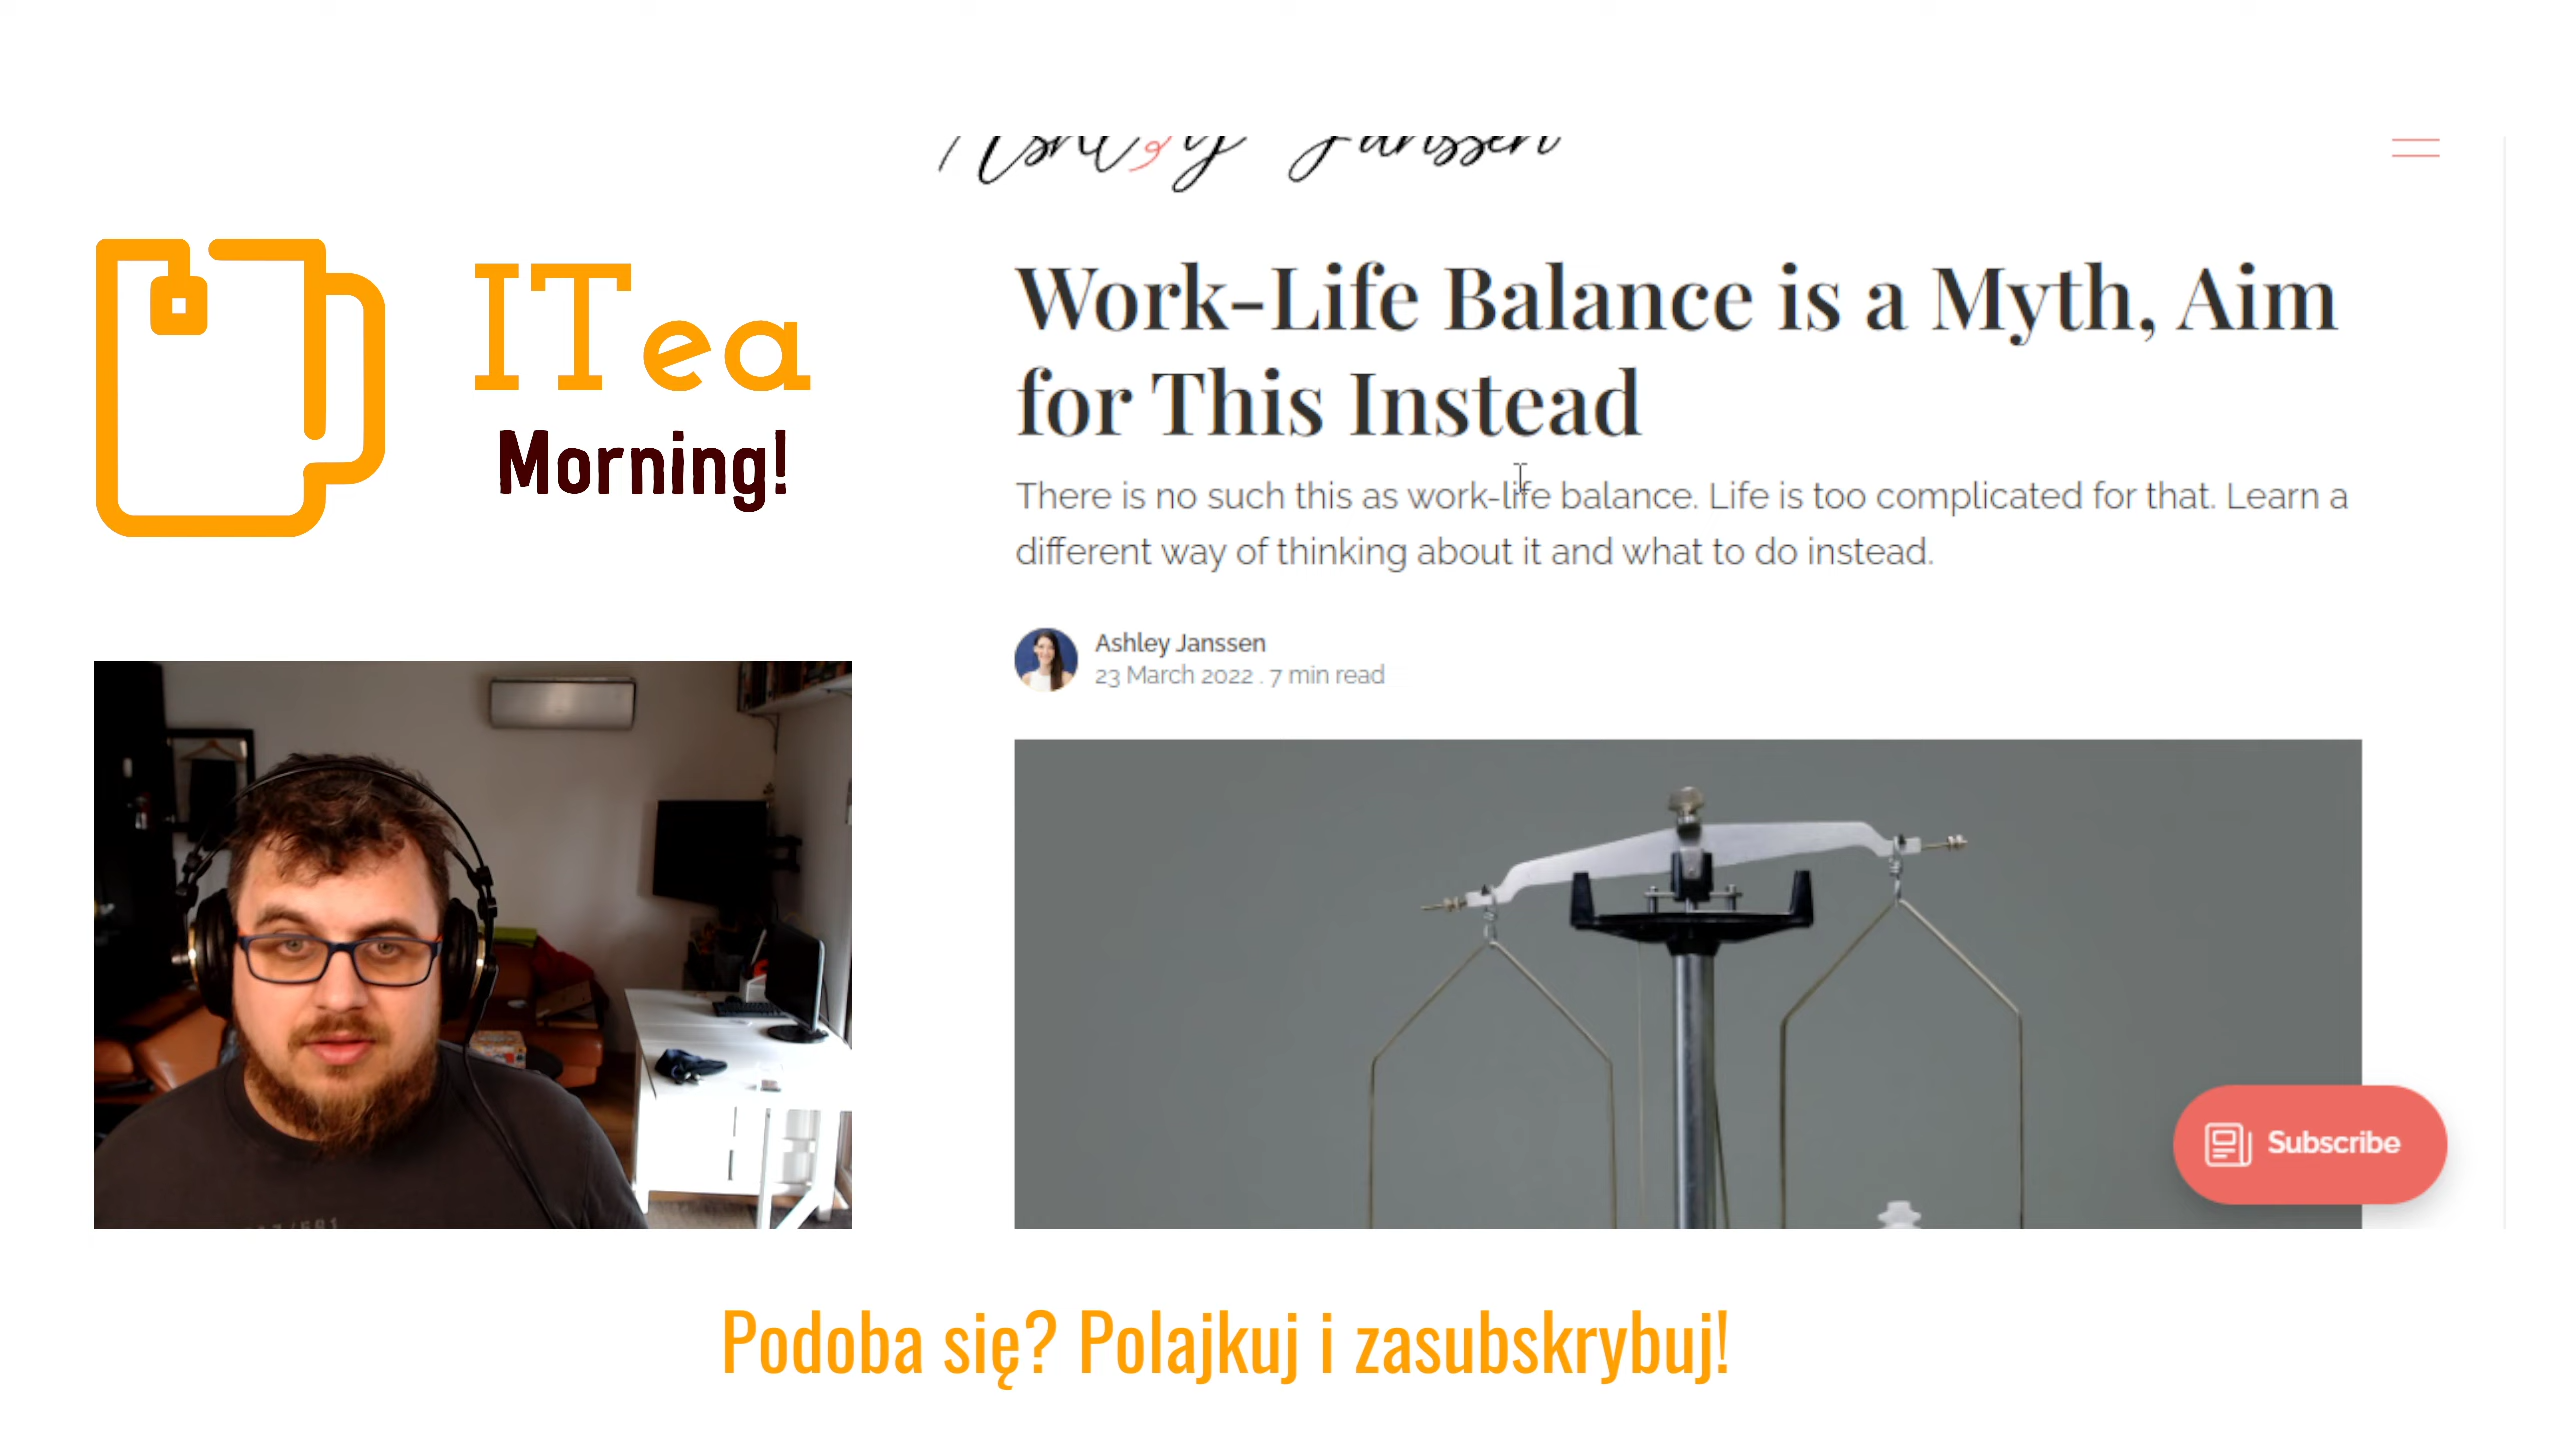 Ashley Janssen
ITea
Morning!
Work-Life Balance is a Myth, Aim
for This Instead
There is no such this as work-life balance. Life is too complicated for that. Learn a
different way of thinking about it and what to do instead.
Ashley Janssen
23 March 2022 . 7 min read
Subscribe
Podoba się? Polajkuj i zasubskrybuj!